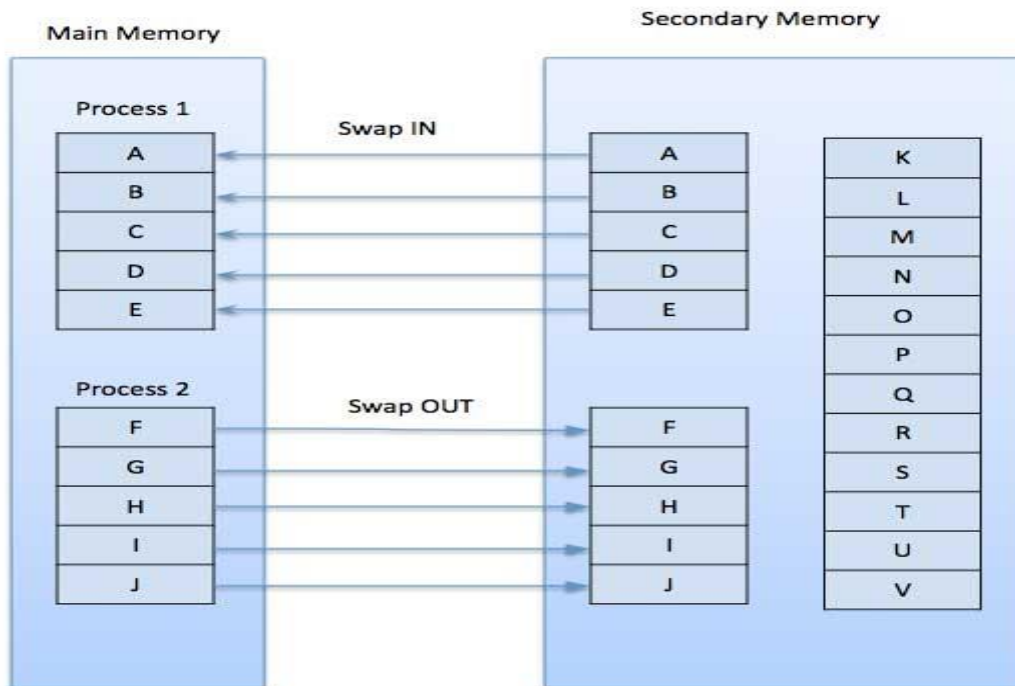 Main Memory
Secondary Memory
Process 1
Swap IN
A
B
C
D
E
A
B
C
D
E
Process 2
Swap OUT
F
G
H
I
J
F
G
H
I
J
K
L
M
N
O
P
Q
R
S
T
U
V